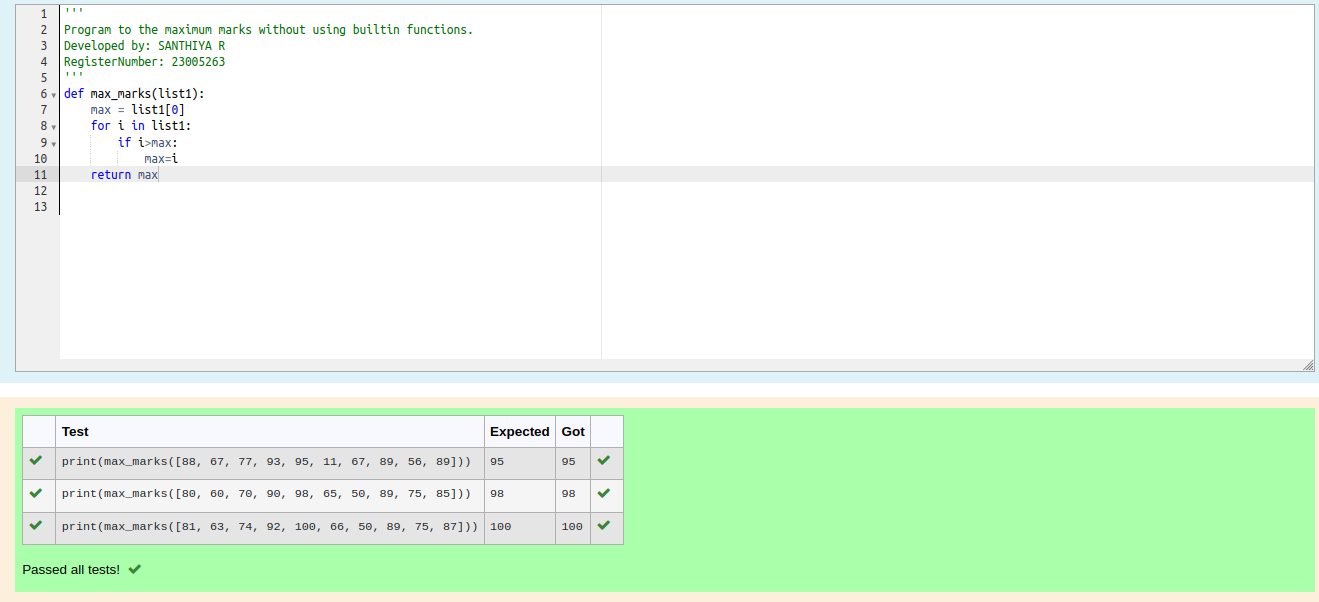 1 '''
2 Program to the maximum marks without using builtin functions.
3 Developed by: SANTHIYA R
4 RegisterNumber: 23005263
5 '''
6 def max_marks(list1):
7     max = list1[0]
8     for i in list1:
9         if i>max:
10             max=i
11     return max
12
13
Test Expected Got
print(max_marks([88, 67, 77, 93, 95, 11, 67, 89, 56, 89])) 95 95
print(max_marks([80, 60, 70, 90, 98, 65, 50, 89, 75, 85])) 98 98
print(max_marks([81, 63, 74, 92, 100, 66, 50, 89, 75, 87])) 100 100
Passed all tests!